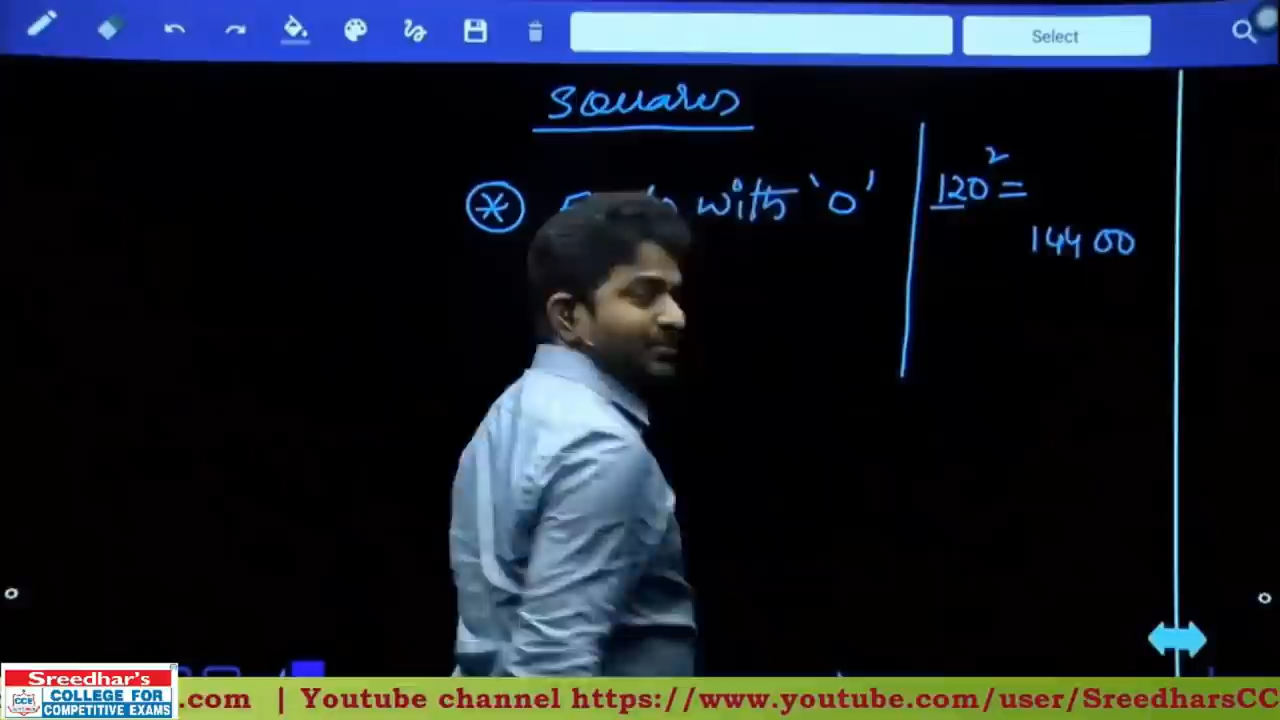 Select
Squares
* with '0'
120² =
14400
Sreedhar's
CCE COLLEGE FOR
COMPETITIVE EXAMS
.com | Youtube channel https://www.youtube.com/user/SreedharsCC